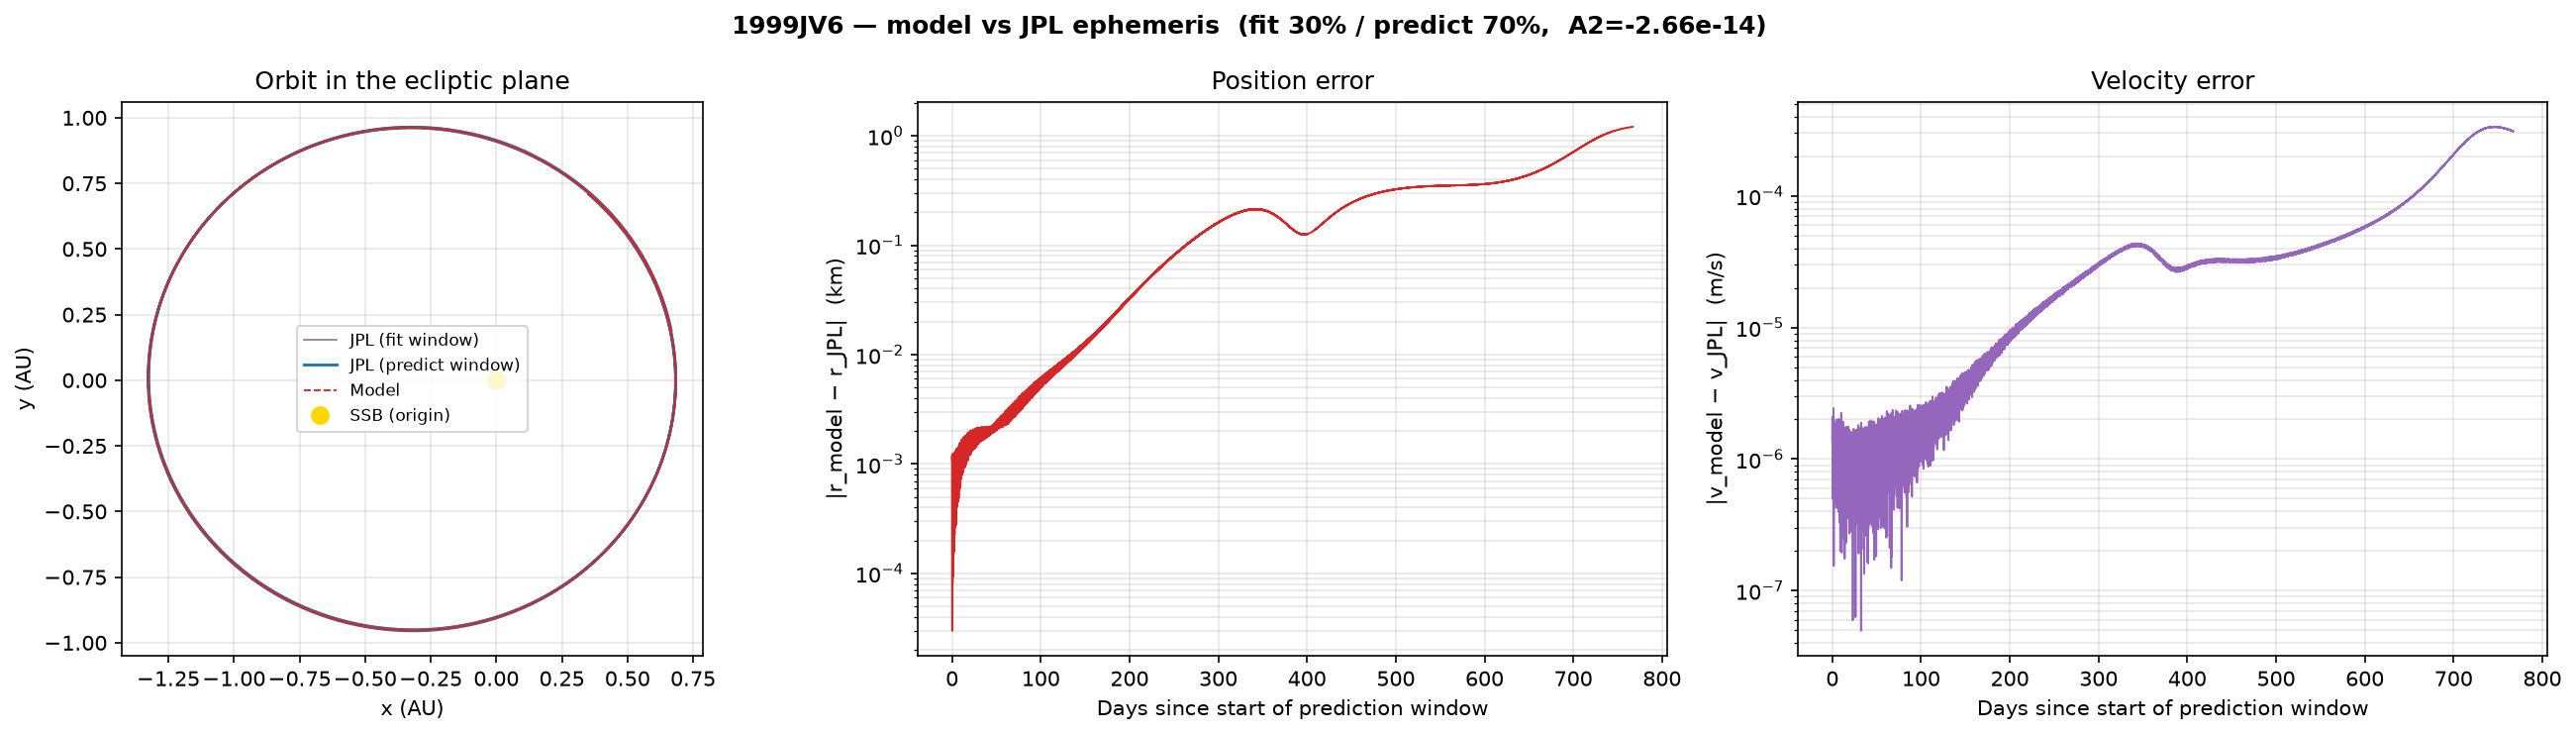 1999JV6 — model vs JPL ephemeris  (fit 30% / predict 70%,  A2=-2.66e-14)
Orbit in the ecliptic plane
1.00
0.75
0.50
0.25
0.00
−0.25
−0.50
−0.75
−1.00
y (AU)
JPL (fit window)
JPL (predict window)
Model
SSB (origin)
−1.25 −1.00 −0.75 −0.50 −0.25 0.00 0.25 0.50 0.75
x (AU)
Position error
10⁰
10⁻¹
10⁻²
10⁻³
10⁻⁴
|r_model − r_JPL|  (km)
0 100 200 300 400 500 600 700 800
Days since start of prediction window
Velocity error
10⁻⁴
10⁻⁵
10⁻⁶
10⁻⁷
|v_model − v_JPL|  (m/s)
0 100 200 300 400 500 600 700 800
Days since start of prediction window